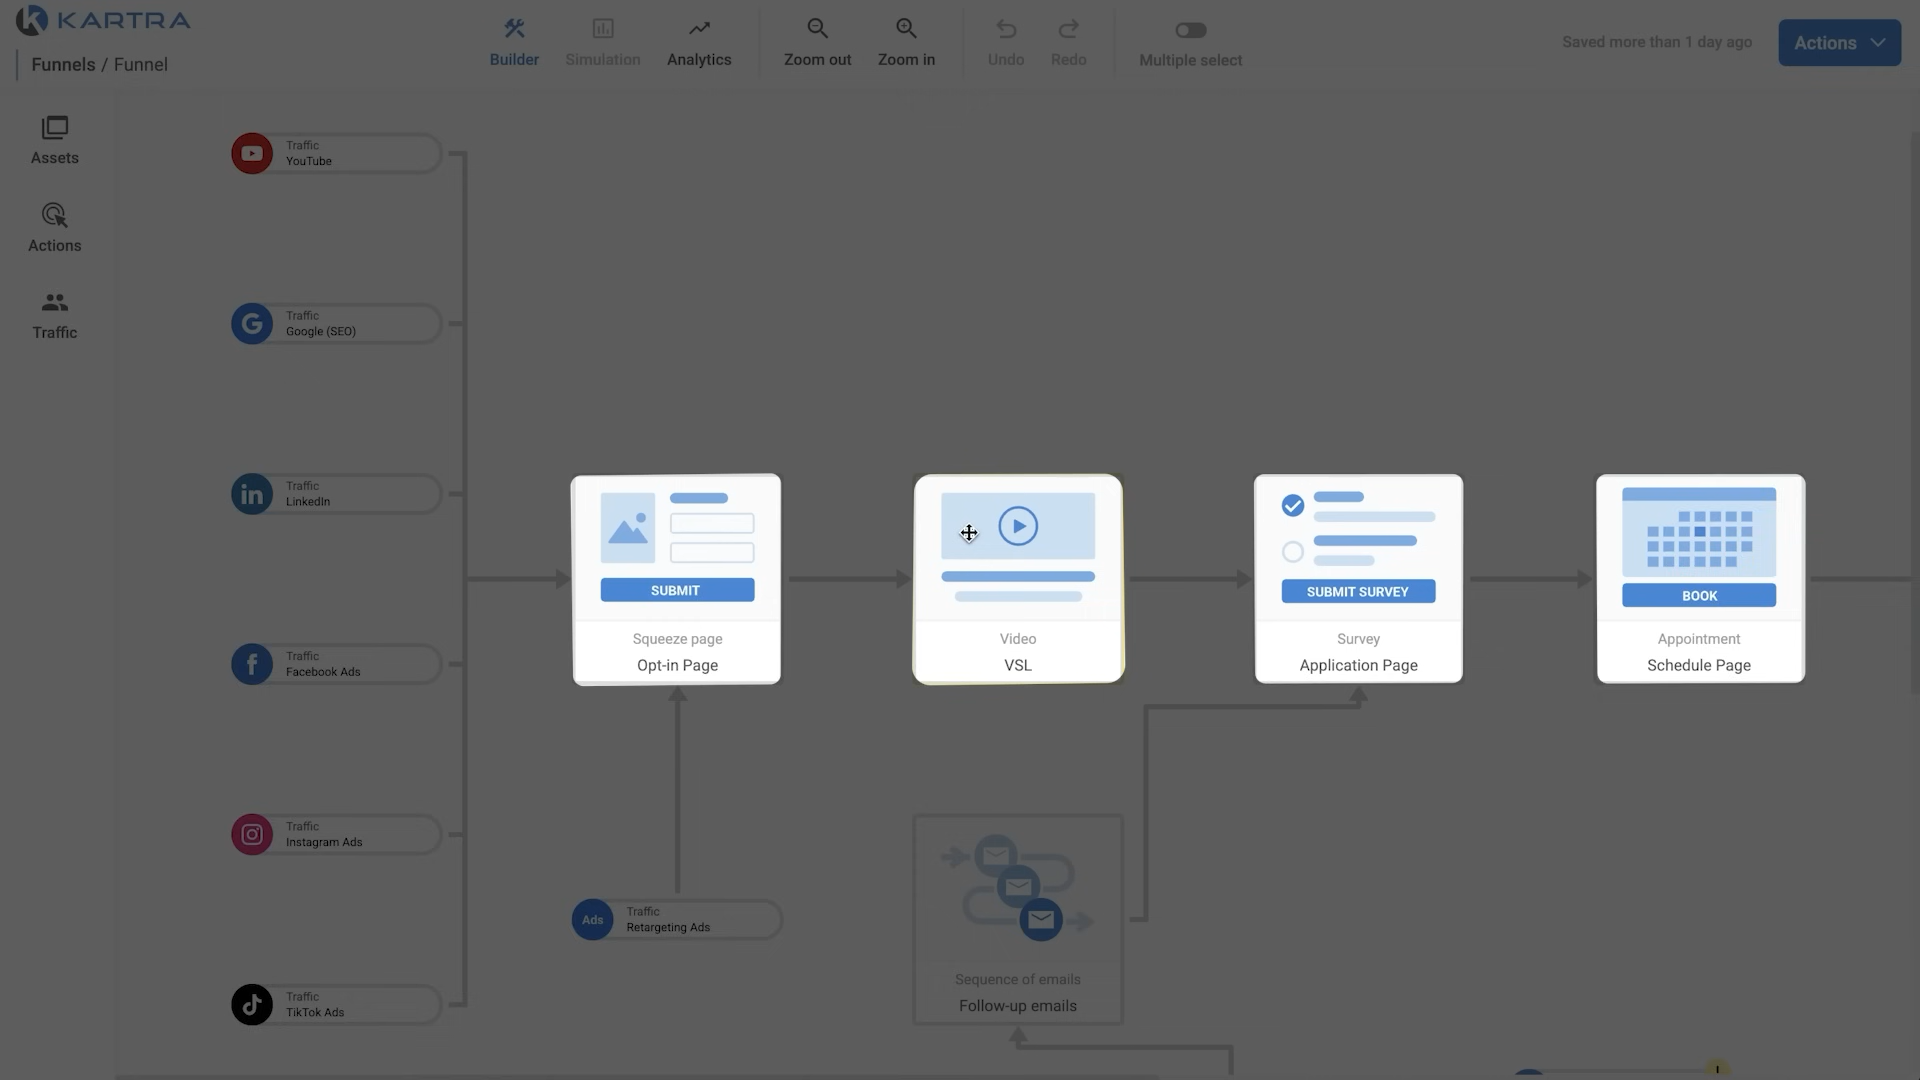 KARTRA
Funnels / Funnel
Builder
Simulation
Analytics
Zoom out
Zoom in
Undo
Redo
Multiple select
Saved more than 1 day ago
Actions
Assets
Actions
Traffic
Traffic
YouTube
Traffic
Google (SEO)
Traffic
LinkedIn
Traffic
Facebook Ads
Traffic
Instagram Ads
Traffic
TikTok Ads
SUBMIT
Squeeze page
Opt-in Page
Video
VSL
SUBMIT SURVEY
Survey
Application Page
BOOK
Appointment
Schedule Page
Ads
Traffic
Retargeting Ads
Sequence of emails
Follow-up emails